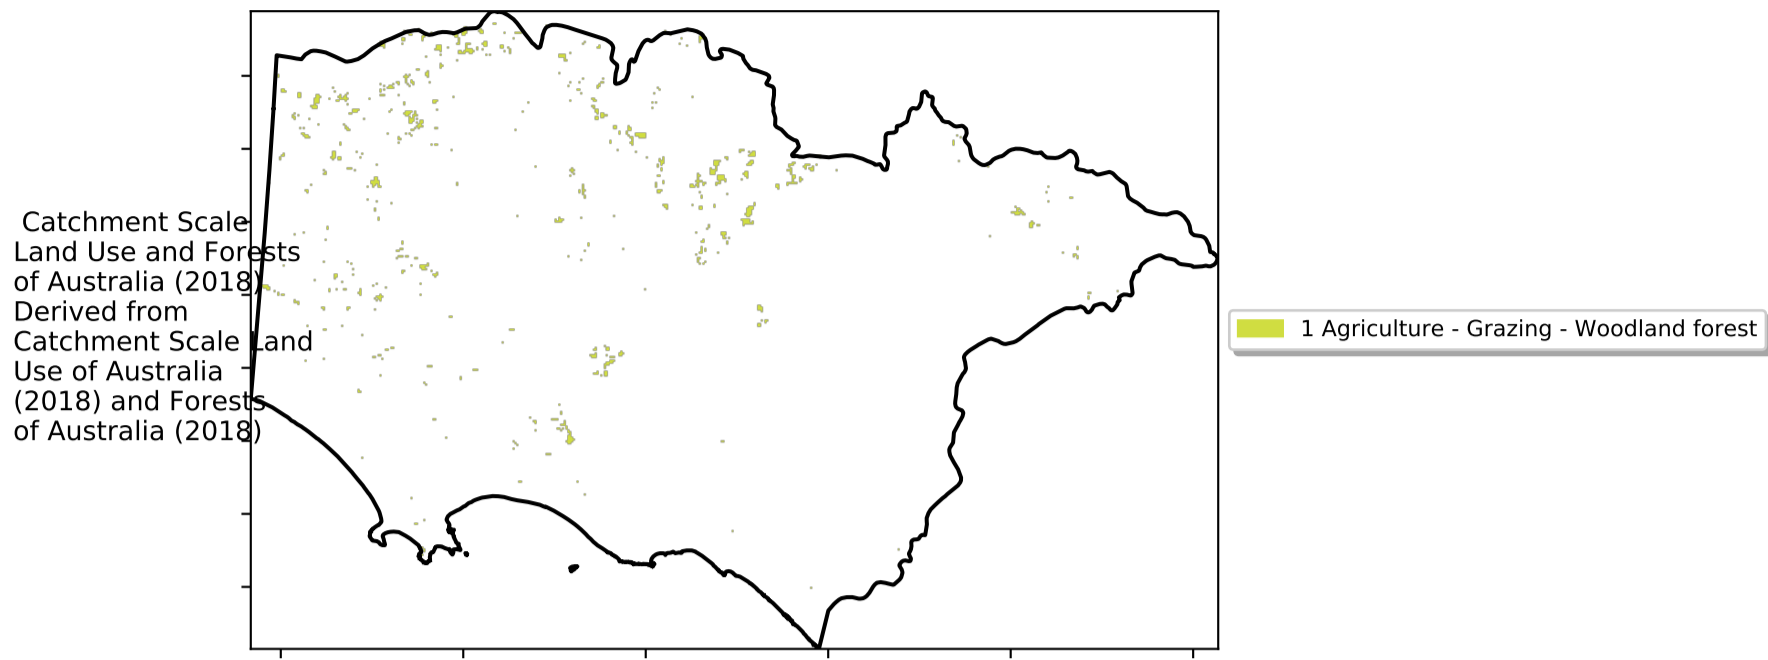 Catchment Scale
Land Use and Forests
of Australia (2018)
Derived from
Catchment Scale Land
Use of Australia
(2018) and Forests
of Australia (2018)
1 Agriculture - Grazing - Woodland forest